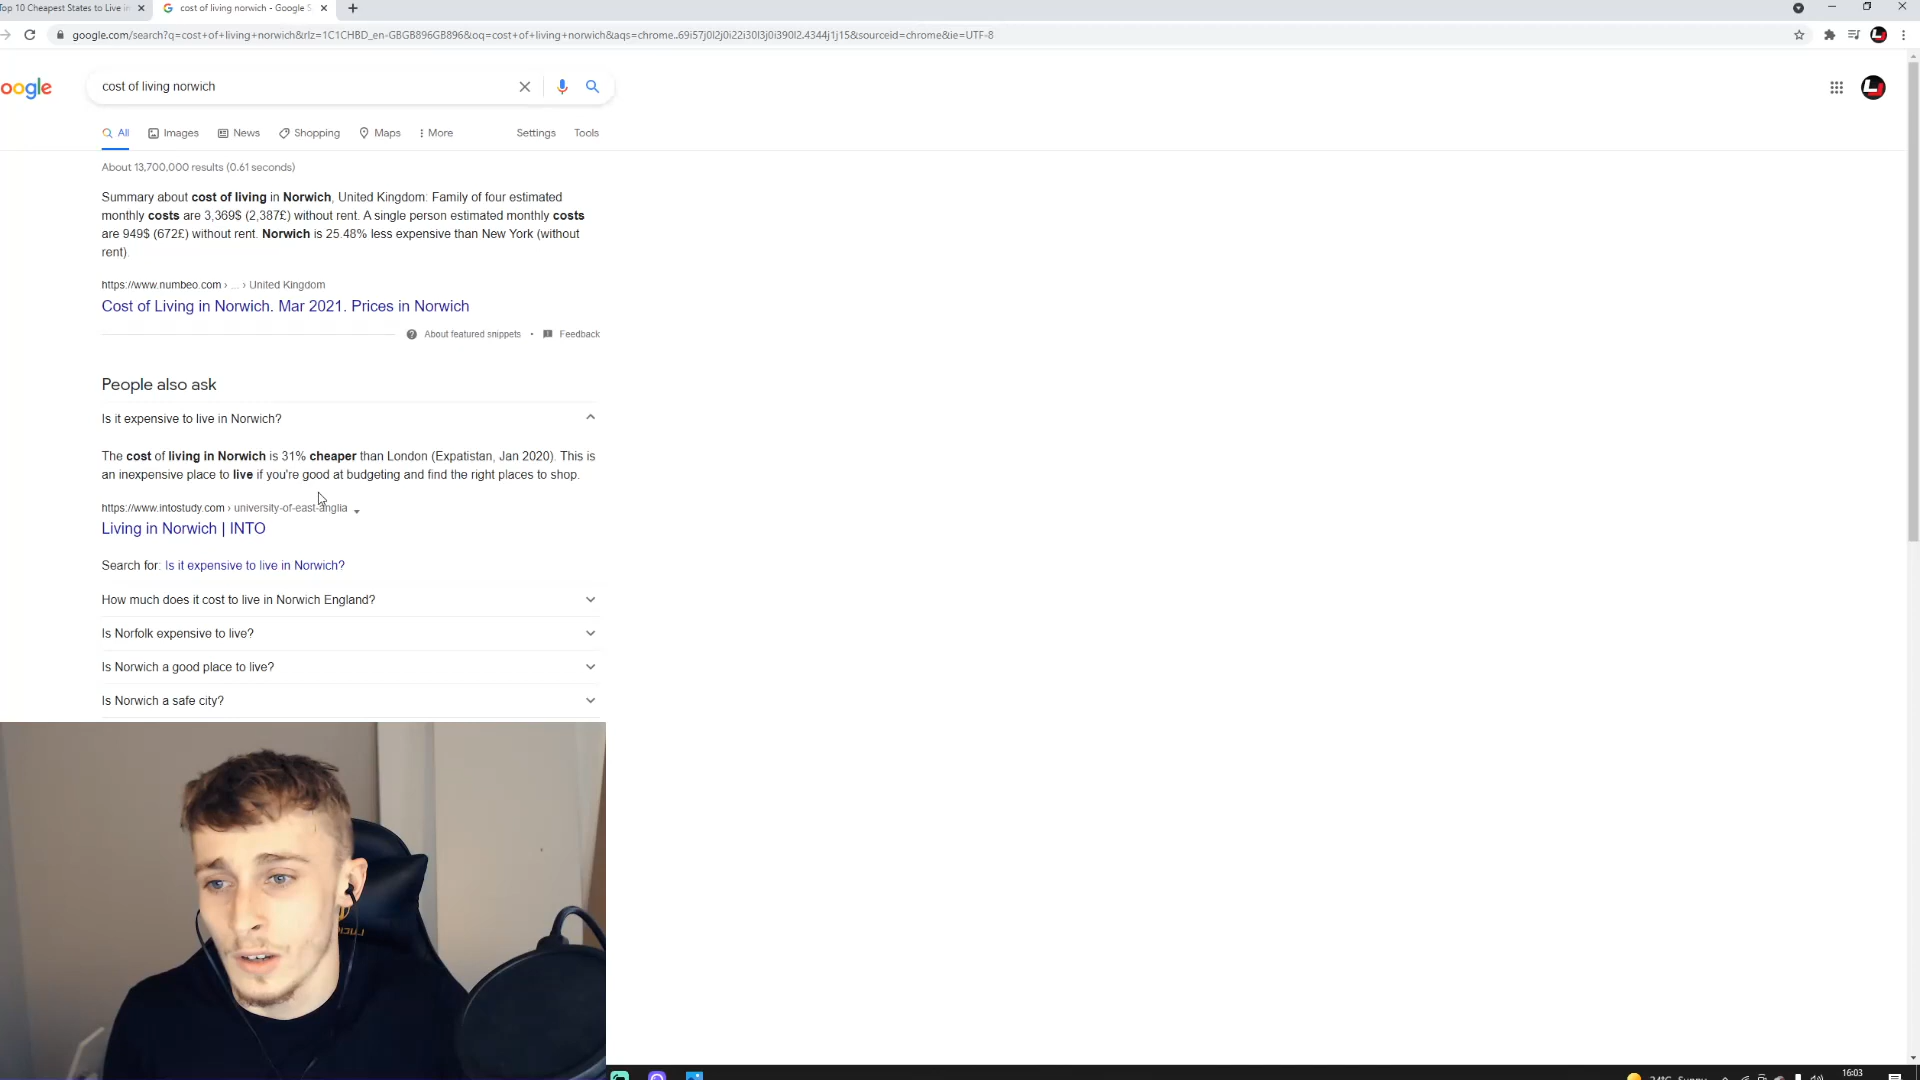 Top 10 Cheapest States to Live in
cost of living norwich - Google S
google.com/search?q=cost+of+living+norwich&rlz=1C1CHBD_en-GBGB896GB896&oq=cost+of+living+norwich&aqs=chrome..69i57j0l2j0i22i30l3j0i390l2.4344j1j15&sourceid=chrome&ie=UTF-8
oogle
cost of living norwich
All Images News Shopping Maps More Settings Tools
About 13,700,000 results (0.61 seconds)
Summary about cost of living in Norwich, United Kingdom: Family of four estimated
monthly costs are 3,369$ (2,387£) without rent. A single person estimated monthly costs
are 949$ (672£) without rent. Norwich is 25.48% less expensive than New York (without
rent).
https://www.numbeo.com › ... › United Kingdom
Cost of Living in Norwich. Mar 2021. Prices in Norwich
About featured snippets • Feedback
People also ask
Is it expensive to live in Norwich?
The cost of living in Norwich is 31% cheaper than London (Expatistan, Jan 2020). This is
an inexpensive place to live if you're good at budgeting and find the right places to shop.
https://www.intostudy.com › university-of-east-anglia
Living in Norwich | INTO
Search for: Is it expensive to live in Norwich?
How much does it cost to live in Norwich England?
Is Norfolk expensive to live?
Is Norwich a good place to live?
Is Norwich a safe city?
16:03